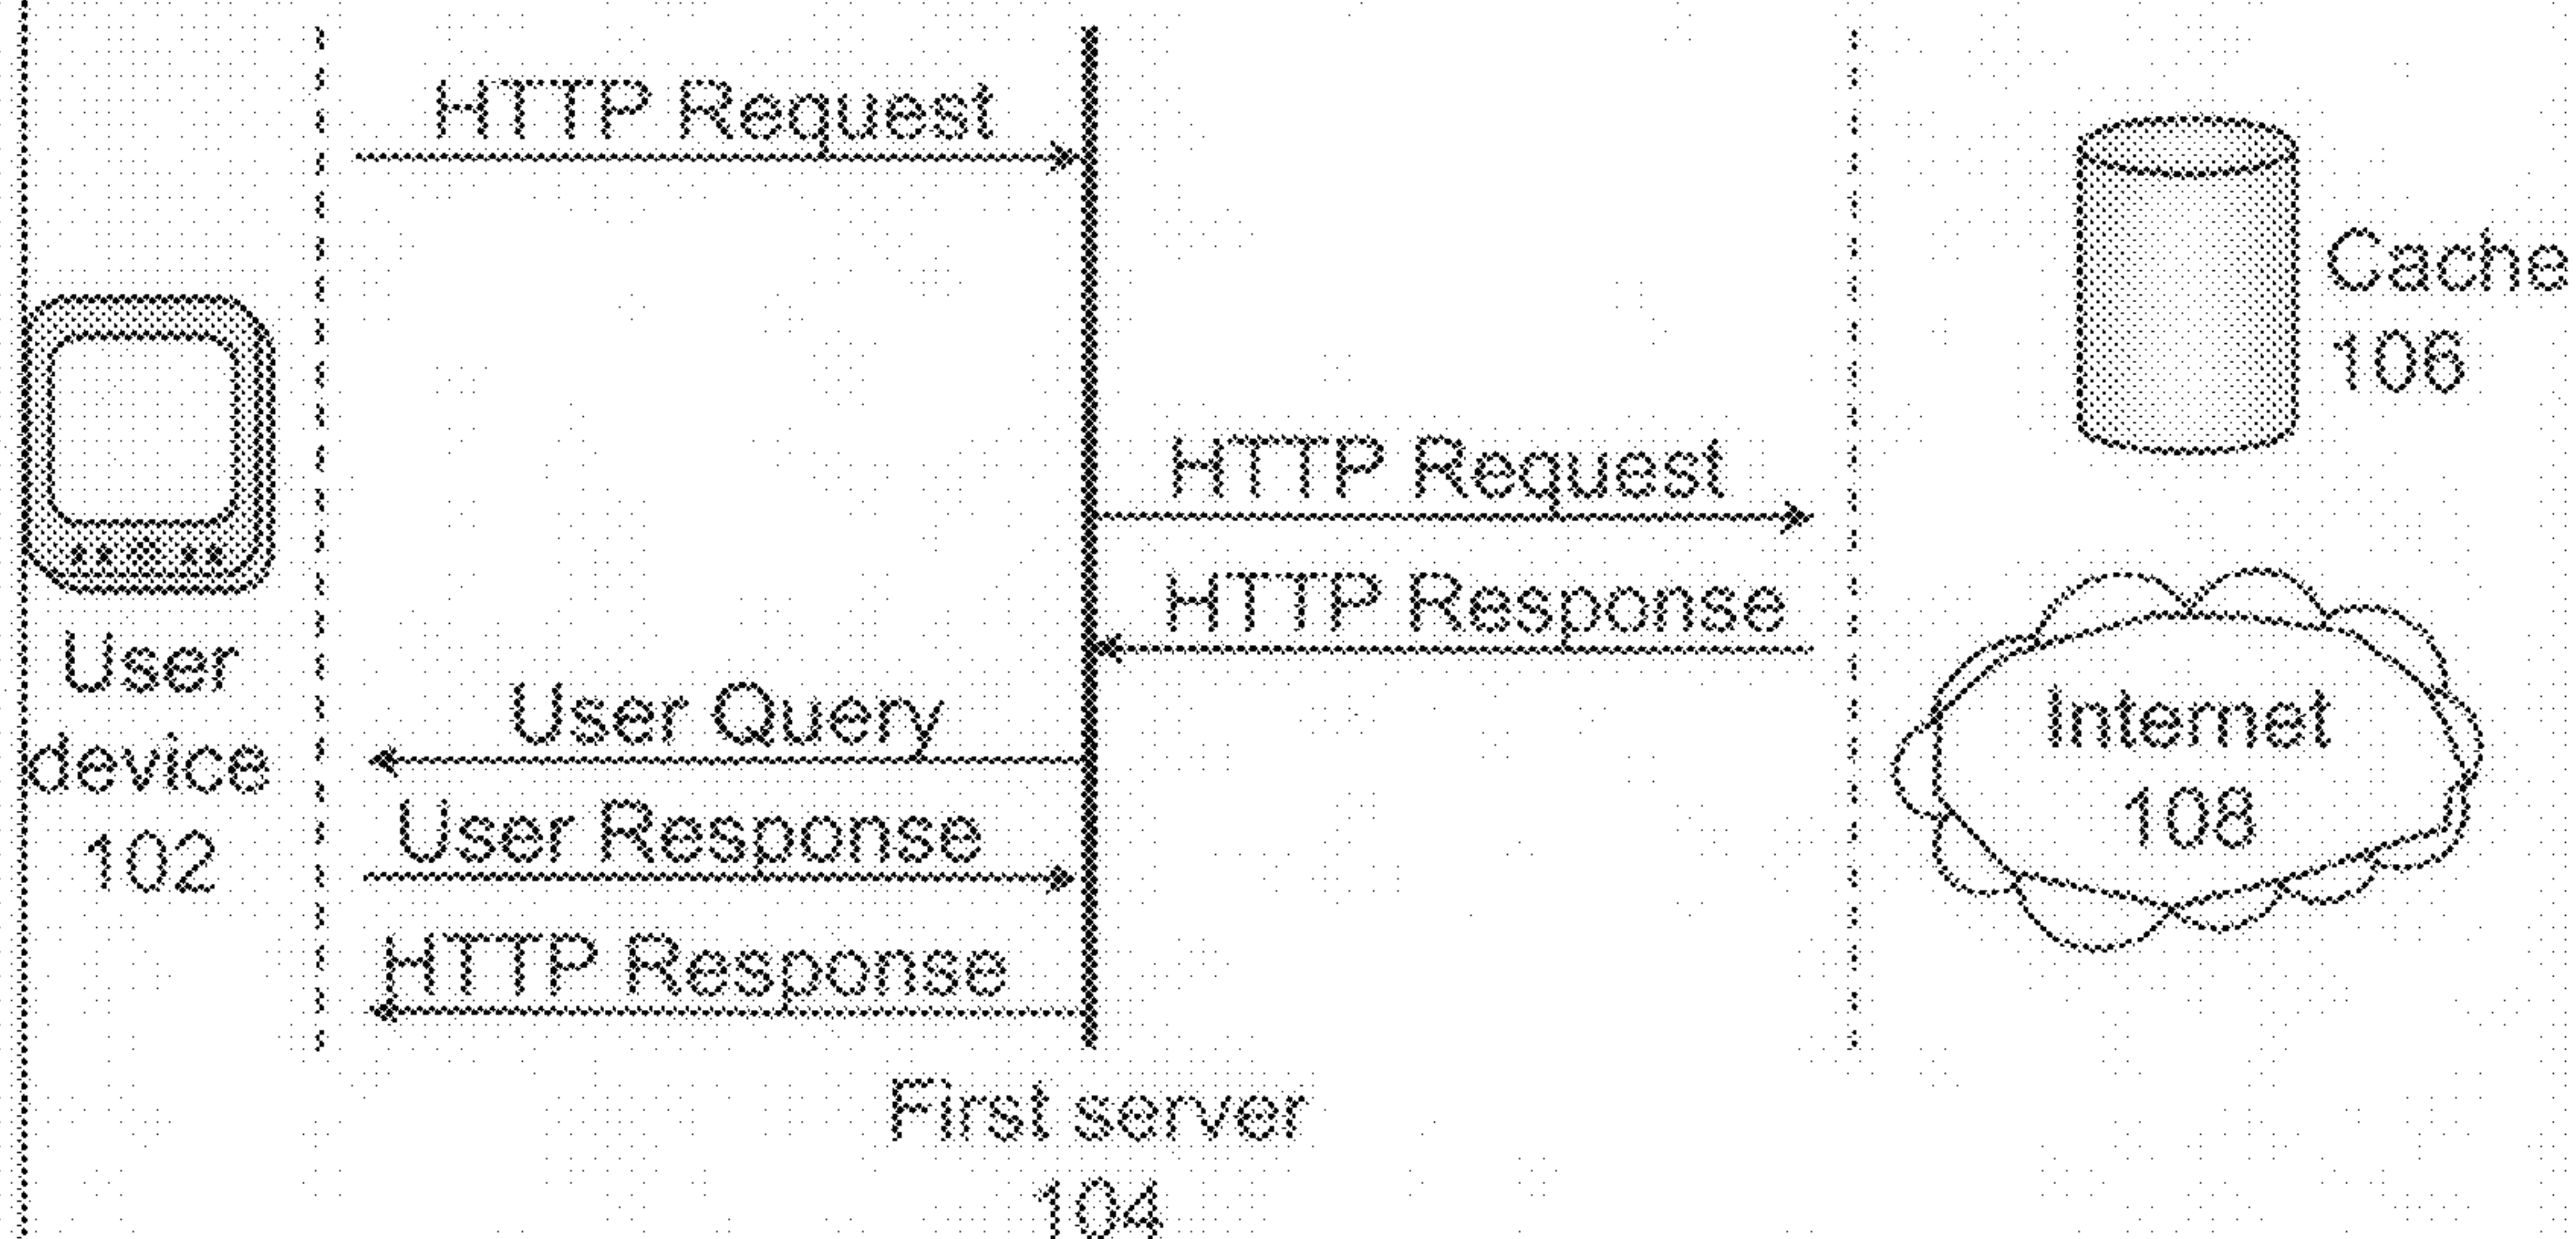 HTTP Request
Cache
106
HTTP Request
HTTP Response
User
device
102
User Query
User Response
HTTP Response
Internet
108
First server
104